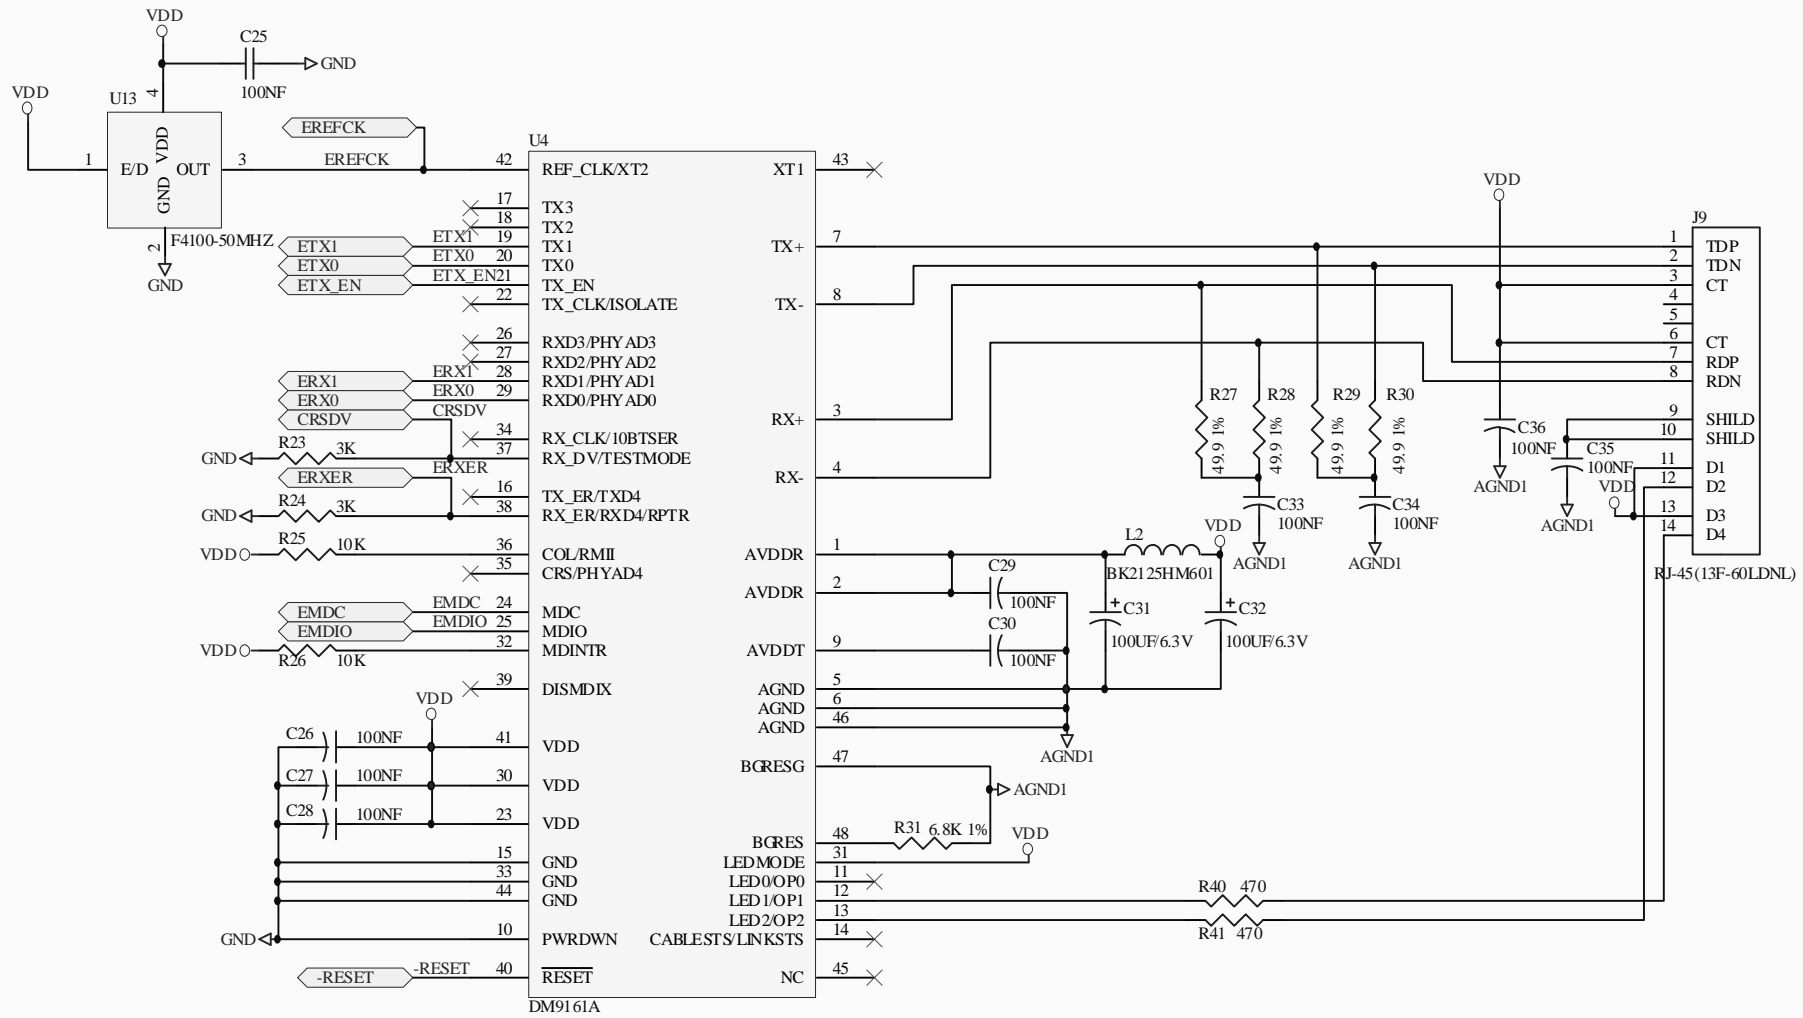 VDD
C25
GND
100NF
VDD
U13
4
1
E/D
VDD
GND
OUT
3
2
F4100-50MHZ
GND
EREFCK
EREFCK
U4
42 REF_CLK/XT2
17 TX3
18 TX2
ETX1 ETX1 19 TX1
ETX0 ETX0 20 TX0
ETX_EN ETX_EN 21 TX_EN
22 TX_CLK/ISOLATE
26 RXD3/PHYAD3
27 RXD2/PHYAD2
ERX1 ERX1 28 RXD1/PHYAD1
ERX0 ERX0 29 RXD0/PHYAD0
CRSDV CRSDV
34 RX_CLK/10BTSER
GND R23 3K 37 RX_DV/TESTMODE
ERXER ERXER
16 TX_ER/TXD4
GND R24 3K 38 RX_ER/RXD4/RPTR
VDD R25 10K 36 COL/RMII
35 CRS/PHYAD4
EMDC EMDC 24 MDC
EMDIO EMDIO 25 MDIO
VDD R26 10K 32 MDINTR
39 DISMDIX
VDD
C26 100NF 41 VDD
C27 100NF 30 VDD
C28 100NF 23 VDD
15 GND
33 GND
44 GND
GND 10 PWRDWN
-RESET -RESET 40 RESET
DM9161A
XT1 43
TX+ 7
TX- 8
RX+ 3
RX- 4
AVDDR 1
AVDDR 2
AVDDT 9
AGND 5
AGND 6
AGND 46
BGRESG 47
BGRES 48
LEDMODE 31
LED0/OP0 11
LED1/OP1 12
LED2/OP2 13
CABLESTS/LINKSTS 14
NC 45
R27
49.9 1%
R28
49.9 1%
R29
49.9 1%
R30
49.9 1%
C33
100NF
AGND1
C34
100NF
AGND1
L2
BK2125HM601
VDD
C29
100NF
C30
100NF
+
C31
100UF/6.3V
+
C32
100UF/6.3V
AGND1
AGND1
R31 6.8K 1%
VDD
R40 470
R41 470
VDD
C36
100NF
AGND1
C35
100NF
AGND1
VDD
J9
1 TDP
2 TDN
3 CT
4
5
6 CT
7 RDP
8 RDN
9 SHILD
10 SHILD
11 D1
12 D2
13 D3
14 D4
RJ-45(13F-60LDNL)